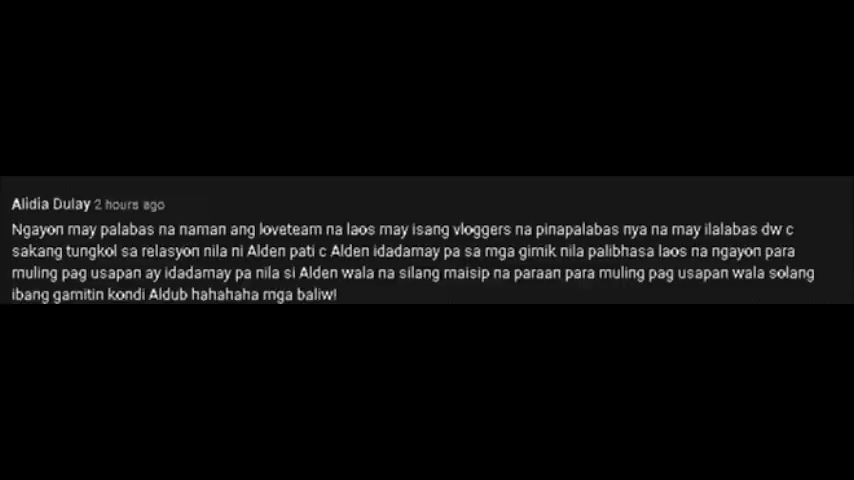 Alidia Dulay 2 hours ago
Ngayon may palabas na naman ang loveteam na laos may isang vloggers na pinapalabas nya na may ilalabas dw c
sakang tungkol sa relasyon nila ni Alden pati c Alden idadamay pa sa mga gimik nila palibhasa laos na ngayon para
muling pag usapan ay idadamay pa nila si Alden wala na silang maisip na paraan para muling pag usapan wala solang
ibang gamitin kondi Aldub hahahaha mga baliw!